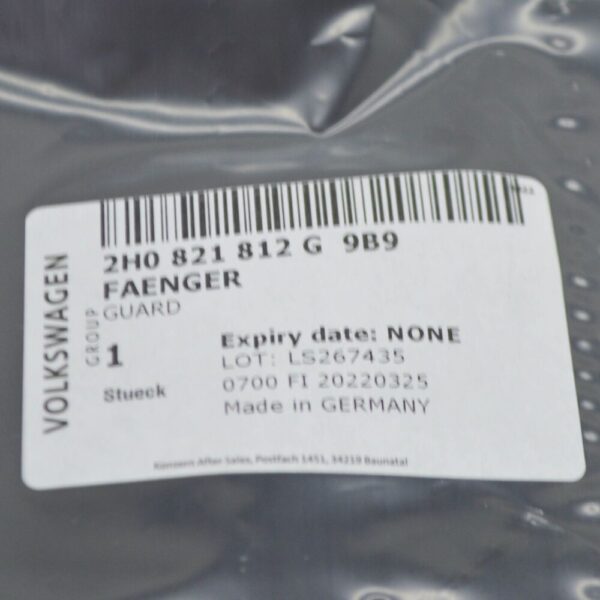 2H0 821 812 G 9B9
FAENGER
GUARD
VOLKSWAGEN
GROUP
1
Stueck
Expiry date: NONE
LOT: LS267435
0700 FI 20220325
Made in GERMANY
Konzern After Sales, Postfach 1451, 34219 Baunatal